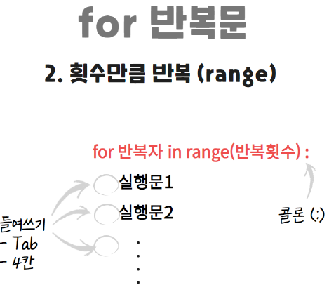 for 반복문
2. 횟수만큼 반복 (range)
for 반복자 in range(반복횟수) :
실행문1
실행문2
들여쓰기
- Tab
- 4칸
콜론 (:)